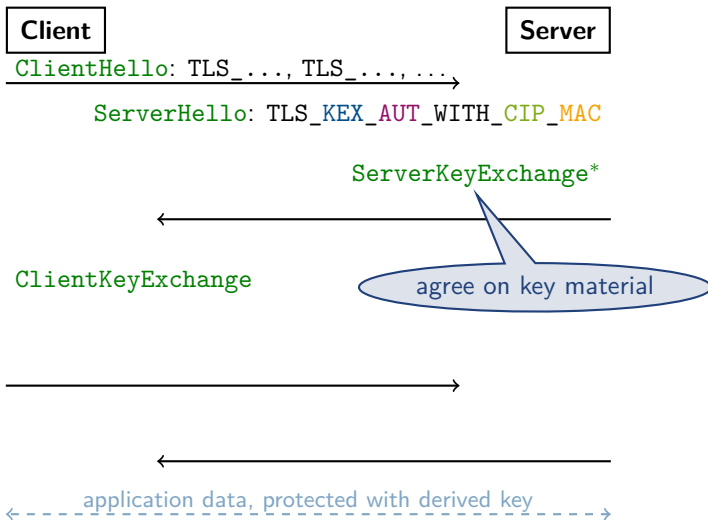 Client Server
ClientHello: TLS_..., TLS_..., ...
ServerHello: TLS_KEX_AUT_WITH_CIP_MAC
ServerKeyExchange*
ClientKeyExchange
agree on key material
application data, protected with derived key